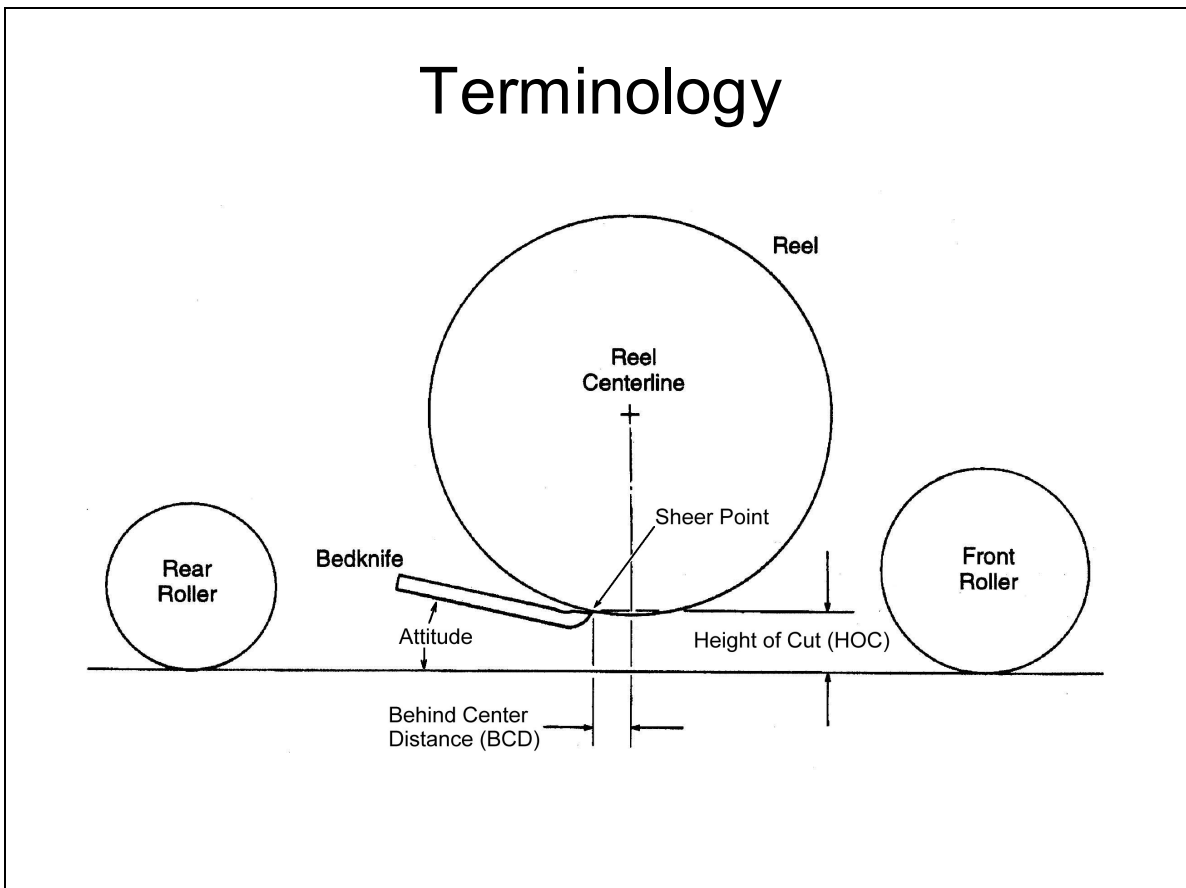 Terminology
Reel
Reel
Centerline
Sheer Point
Bedknife
Rear
Roller
Front
Roller
Attitude
Height of Cut (HOC)
Behind Center
Distance (BCD)